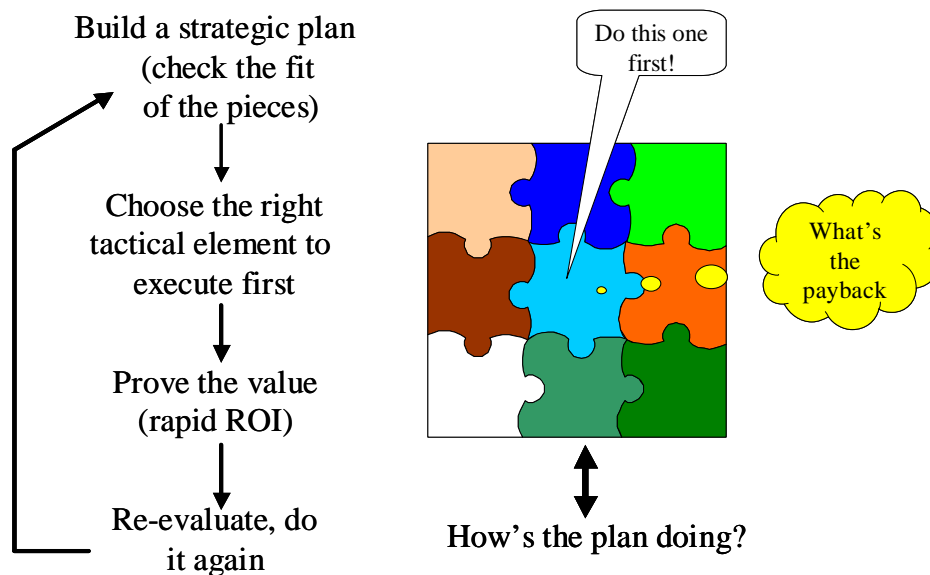 Build a strategic plan
(check the fit
of the pieces)
Choose the right
tactical element to
execute first
Prove the value
(rapid ROI)
Re-evaluate, do
it again
Do this one
first!
What's
the
payback
How's the plan doing?